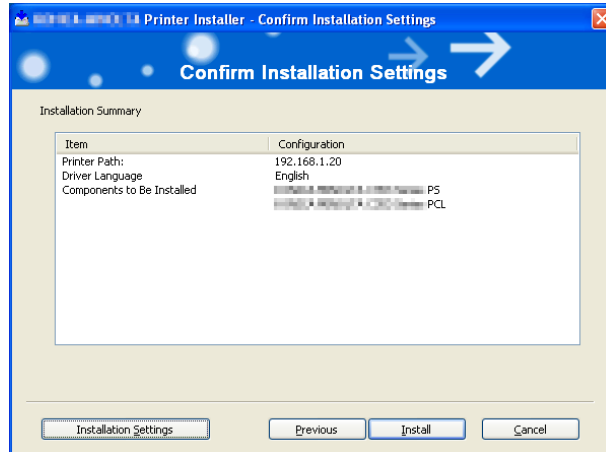 Printer Installer - Confirm Installation Settings
Confirm Installation Settings
Installation Summary
Item Configuration
Printer Path: 192.168.1.20
Driver Language English
Components to Be Installed PS
PCL
Installation Settings Previous Install Cancel